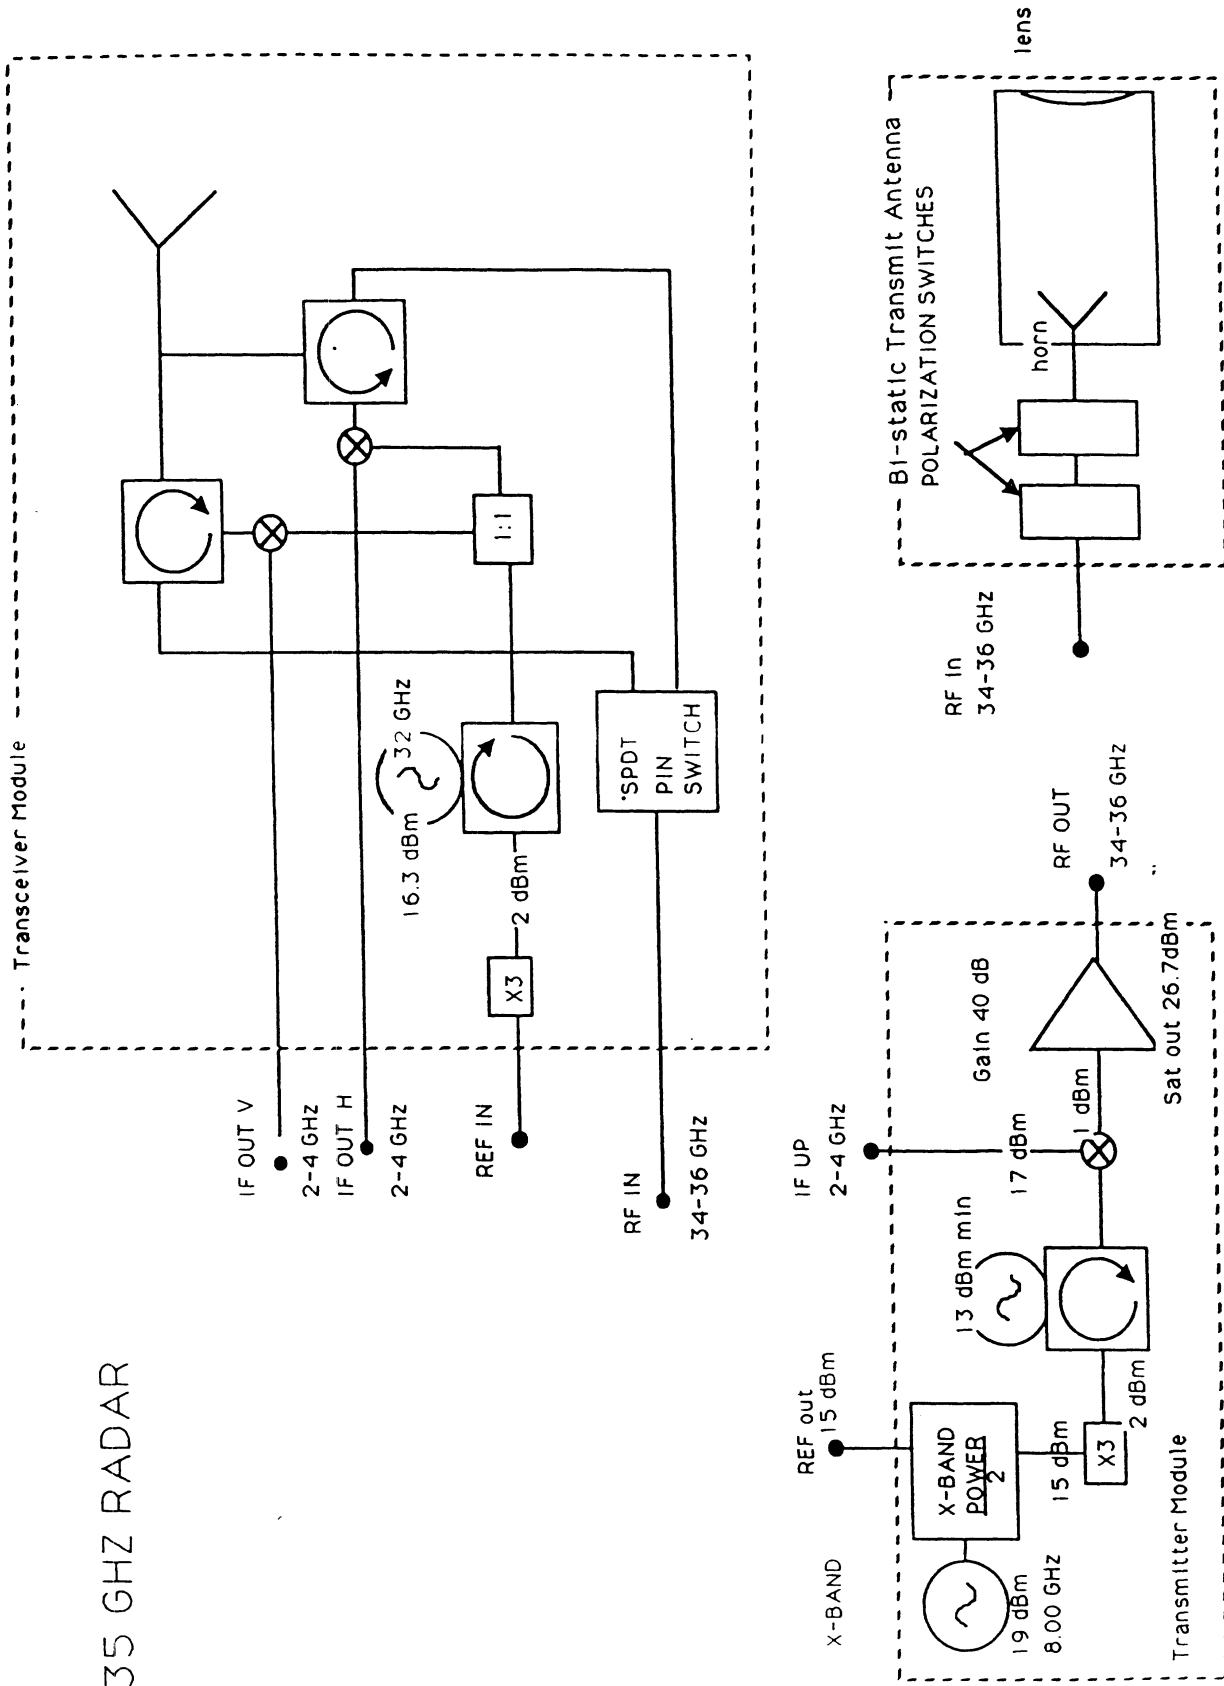 35 GHZ RADAR
Transceiver Module
IF OUT V
2-4 GHz
IF OUT H
2-4 GHz
REF IN
RF IN
34-36 GHz
X3
2 dBm
16.3 dBm
32 GHz
SPDT
PIN
SWITCH
1:1
X-BAND
19 dBm
8.00 GHz
X-BAND
POWER
2
REF out
15 dBm
15 dBm
X3
2 dBm
13 dBm min
IF UP
2-4 GHz
17 dBm
1 dBm
Gain 40 dB
Sat out 26.7dBm
RF OUT
34-36 GHz
Transmitter Module
RF in
34-36 GHz
Bi-static Transmit Antenna
POLARIZATION SWITCHES
horn
lens